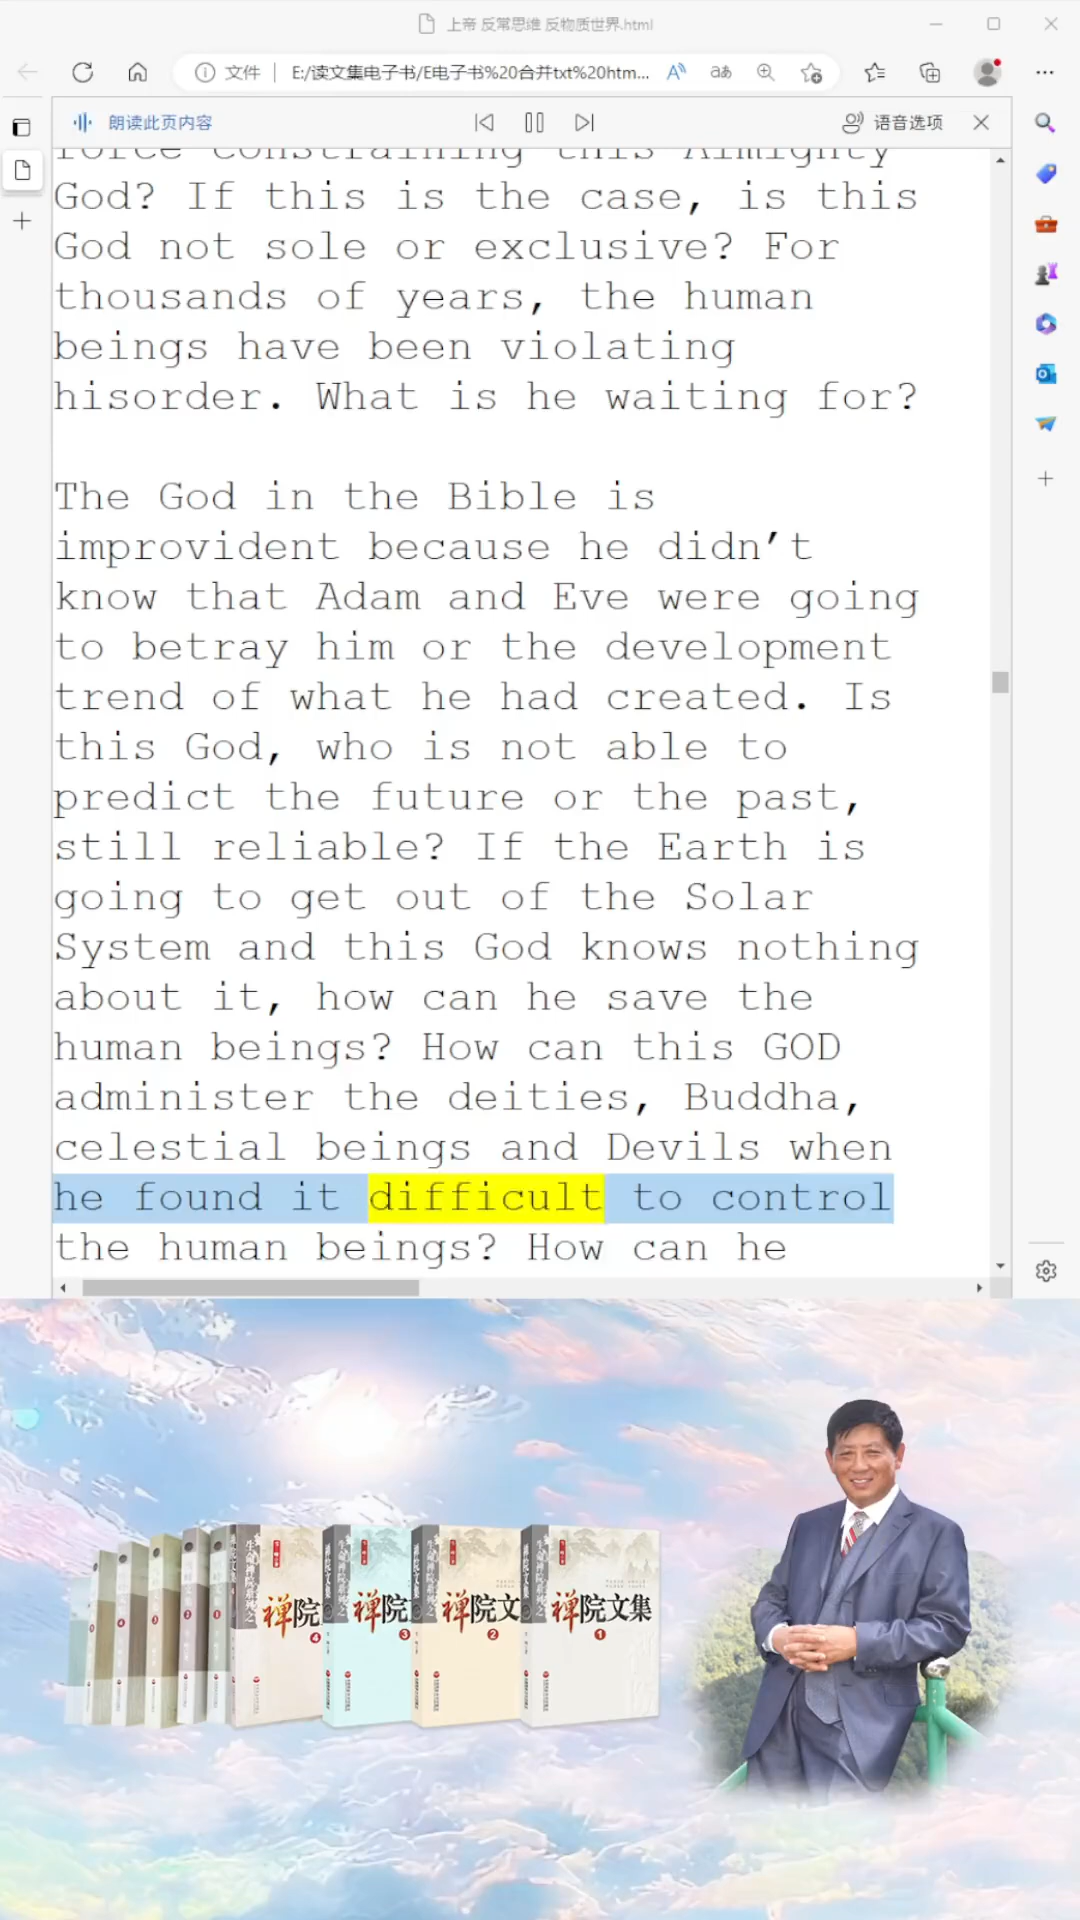 上帝 反常思维 反物质世界.html
文件 E:/读文集电子书/E电子书%20合并txt%20htm...
朗读此页内容
语音选项
force constraining this Almighty
God? If this is the case, is this
God not sole or exclusive? For
thousands of years, the human
beings have been violating
hisorder. What is he waiting for?
The God in the Bible is
improvident because he didn’t
know that Adam and Eve were going
to betray him or the development
trend of what he had created. Is
this God, who is not able to
predict the future or the past,
still reliable? If the Earth is
going to get out of the Solar
System and this God knows nothing
about it, how can he save the
human beings? How can this GOD
administer the deities, Buddha,
celestial beings and Devils when
he found it difficult to control
the human beings? How can he
禅院 4
禅院 3
禅院文 2
禅院文集 1